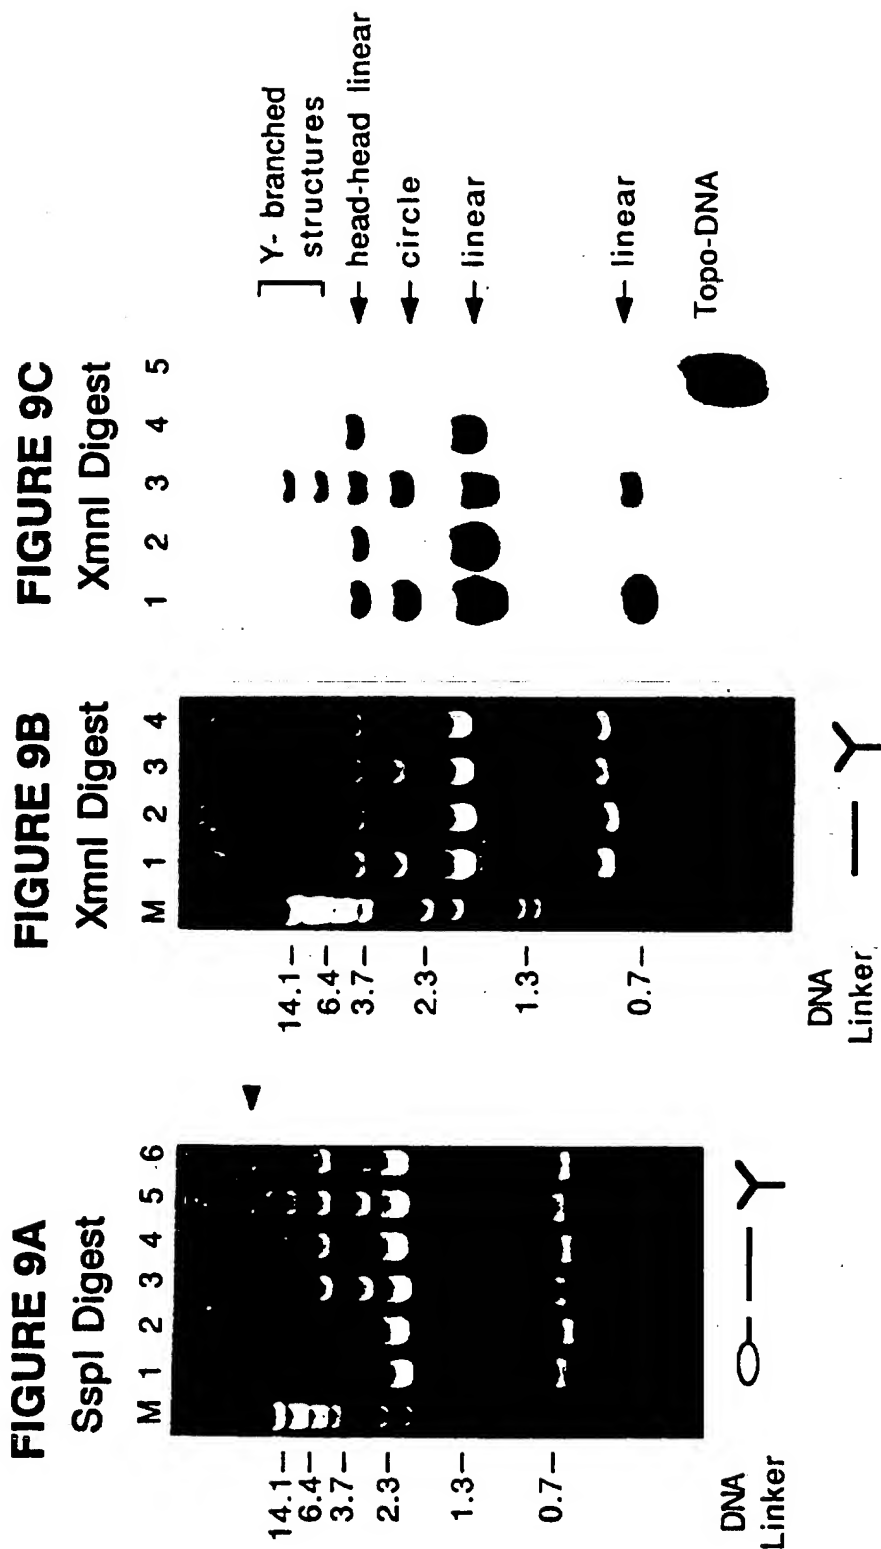 FIGURE 9A
SspI Digest
M 1 2 3 4 5 6
14.1
6.4
3.7
2.3
1.3
0.7
DNA
Linker
FIGURE 9B
XmnI Digest
M 1 2 3 4
14.1
6.4
3.7
2.3
1.3
0.7
DNA
Linker
FIGURE 9C
XmnI Digest
1 2 3 4 5
Y- branched
structures
head-head linear
circle
linear
linear
Topo-DNA